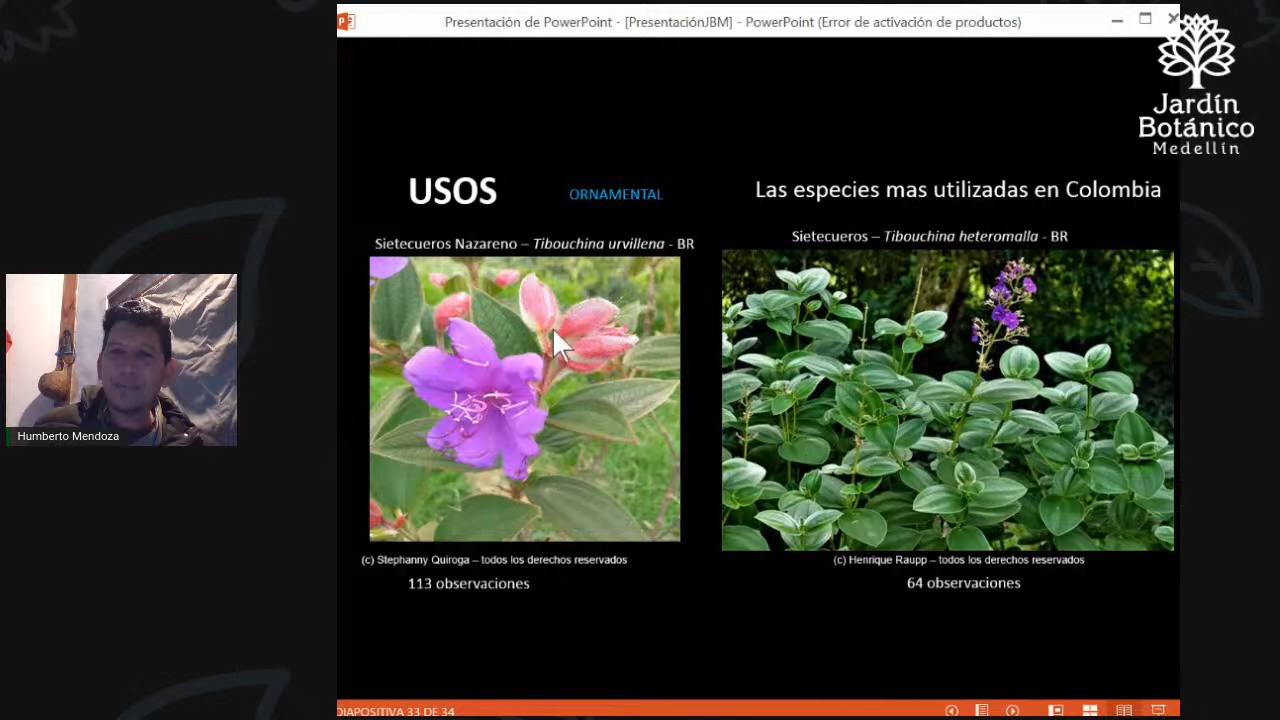 Presentación de PowerPoint - [PresentaciónJBM] - PowerPoint (Error de activación de productos)
Jardín
Botánico
Medellín
USOS
ORNAMENTAL
Las especies mas utilizadas en Colombia
Sietecueros Nazareno – Tibouchina urvillena - BR
Sietecueros – Tibouchina heteromalla - BR
Humberto Mendoza
(c) Stephanny Quiroga – todos los derechos reservados
(c) Henrique Raupp – todos los derechos reservados
113 observaciones
64 observaciones
DIAPOSITIVA 33 DE 34